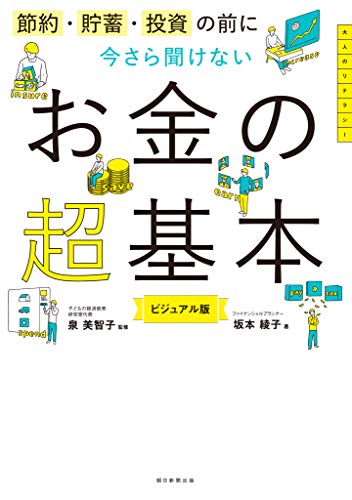 節約・貯蓄・投資の前に
今さら聞けない
大人のリテラシー
insure
increase
お金の
save
earn
超基本
ビジュアル版
子どもの経済教育
研究室代表
泉 美智子 監修
ファイナンシャルプランナー
坂本 綾子 著
spend
pay a tax
朝日新聞出版